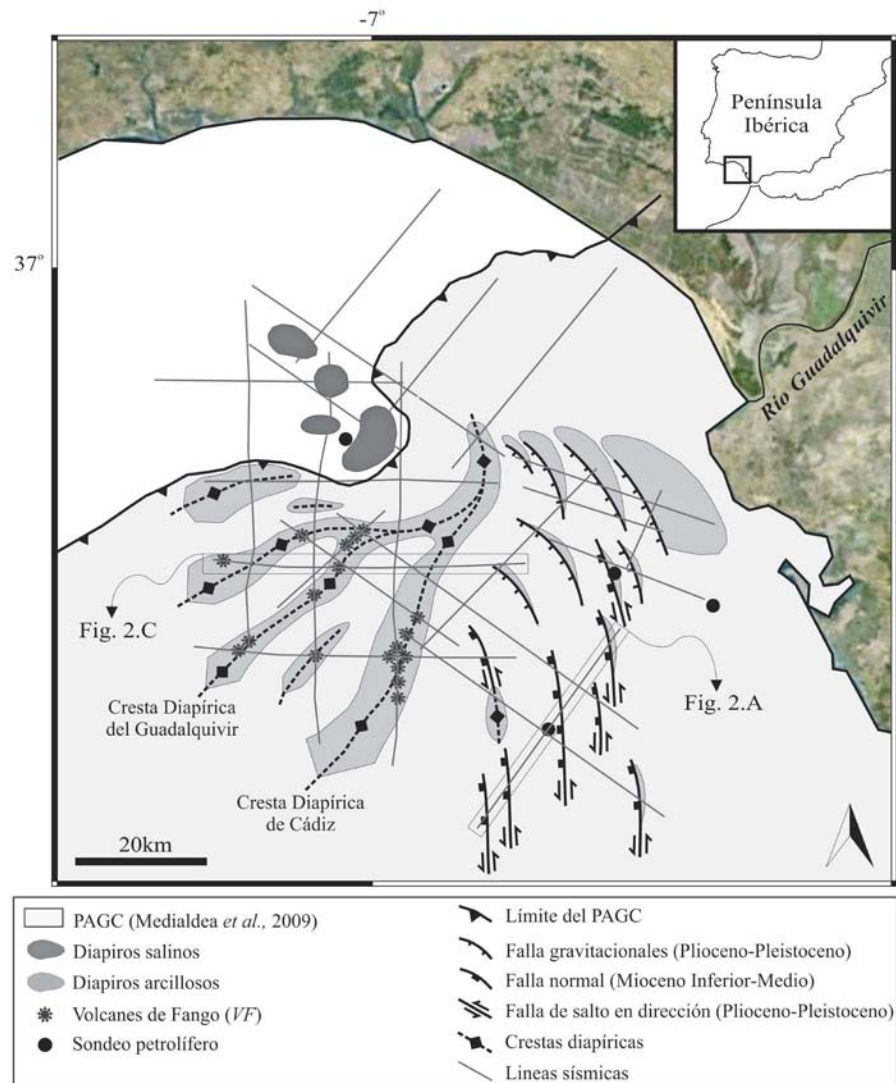 -7º
Península
Ibérica
37º
Río Guadalquivir
Fig. 2.C
Fig. 2.A
Cresta Diapírica
del Guadalquivir
Cresta Diapírica
de Cádiz
20km
PAGC (Medialdea et al., 2009)
Diapiros salinos
Diapiros arcillosos
Volcanes de Fango (VF)
Sondeo petrolífero
Límite del PAGC
Falla gravitacionales (Plioceno-Pleistoceno)
Falla normal (Mioceno Inferior-Medio)
Falla de salto en dirección (Plioceno-Pleistoceno)
Crestas diapíricas
Lineas sísmicas